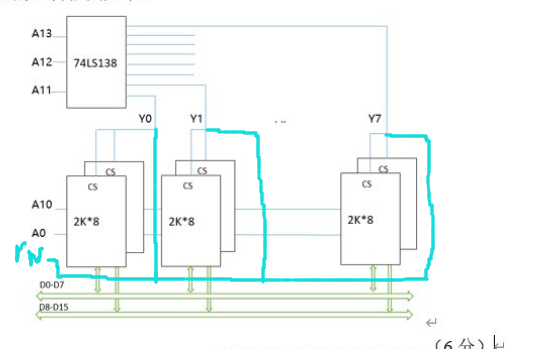 A13
A12
74LS138
A11
Y0
Y1
..
Y7
CS
CS
CS
CS
CS
CS
A10
2K*8
2K*8
2K*8
A0
rw
D0-D7
D8-D15
(6 分)